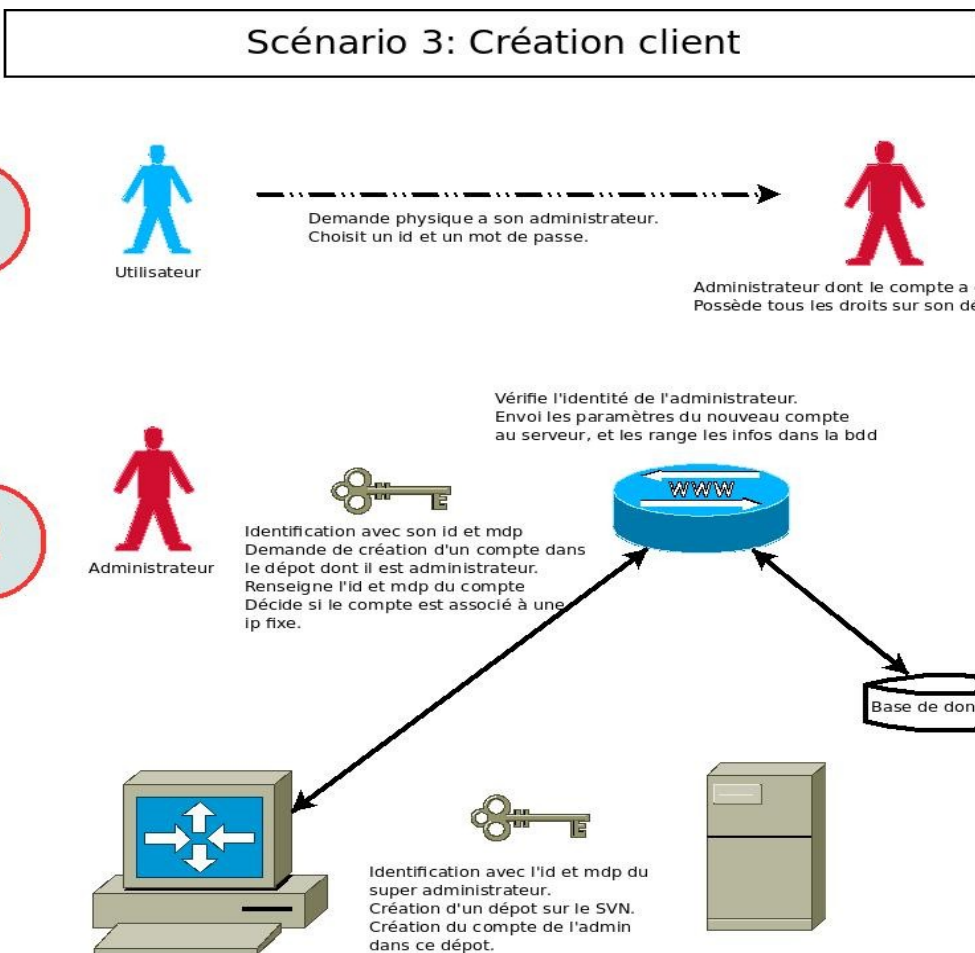 Scénario 3: Création client
Demande physique a son administrateur.
Choisit un id et un mot de passe.
Utilisateur
Administrateur dont le compte a
Possède tous les droits sur son
Vérifie l'identité de l'administrateur.
Envoi les paramètres du nouveau compte
au serveur, et les range les infos dans la bdd
WWW
Identification avec son id et mdp
Demande de création d'un compte dans
le dépot dont il est administrateur.
Renseigne l'id et mdp du compte
Décide si le compte est associé à une
ip fixe.
Administrateur
Base de don
Identification avec l'id et mdp du
super administrateur.
Création d'un dépot sur le SVN.
Création du compte de l'admin
dans ce dépot.